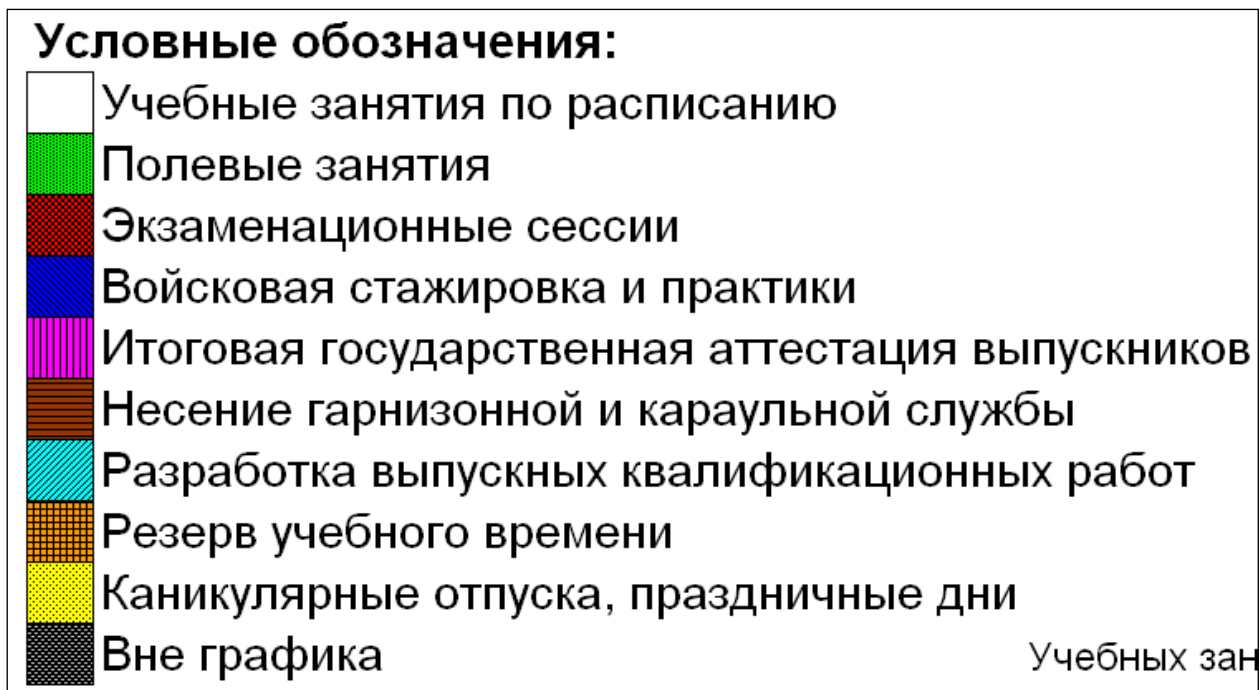 Условные обозначения:
Учебные занятия по расписанию
Полевые занятия
Экзаменационные сессии
Войсковая стажировка и практики
Итоговая государственная аттестация выпускников
Несение гарнизонной и караульной службы
Разработка выпускных квалификационных работ
Резерв учебного времени
Каникулярные отпуска, праздничные дни
Вне графика
Учебных зан